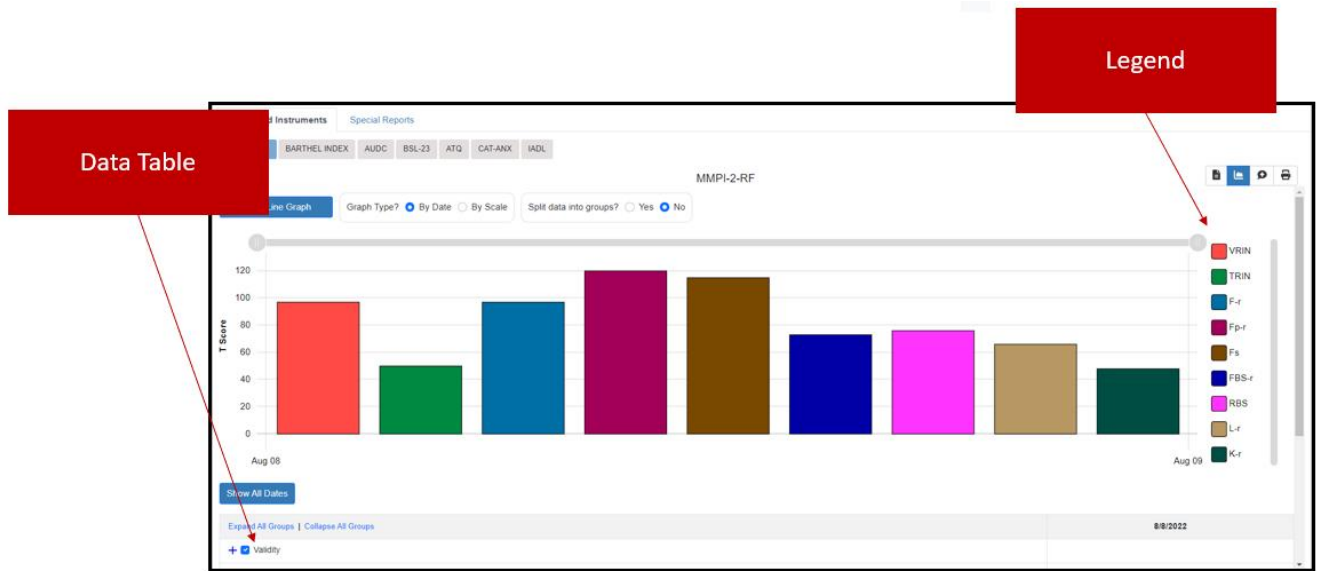 Legend
Data Table
d Instruments Special Reports
BARTHEL INDEX AUDC BSL-23 ATQ CAT-ANX IADL
MMPI-2-RF
ine Graph Graph Type? By Date By Scale Split data into groups? Yes No
VRIN
TRIN
F-r
Fp-r
Fs
FBS-r
RBS
L-r
K-r
T Score
120
100
80
60
40
20
0
Aug 08 Aug 09
Show All Dates
Expand All Groups | Collapse All Groups 8/8/2022
Validity